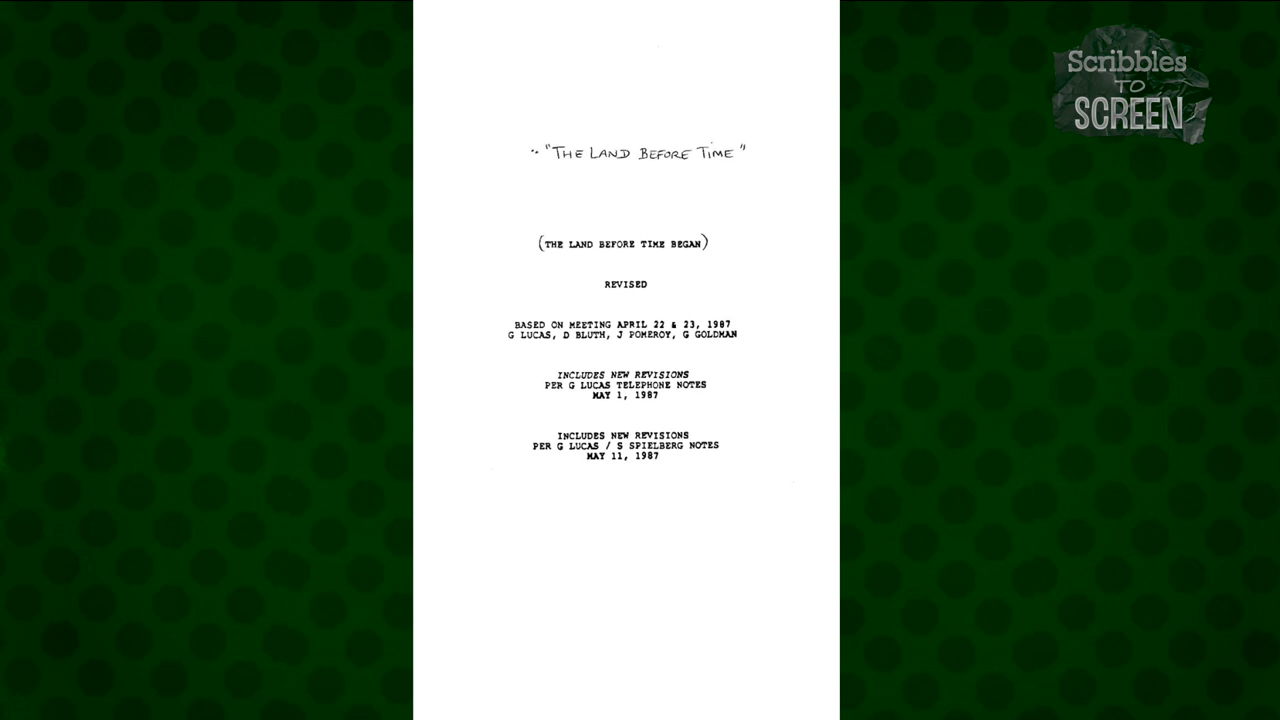 Scribbles
TO
SCREEN
"THE LAND BEFORE TIME"
(THE LAND BEFORE TIME BEGAN)
REVISED
BASED ON MEETING APRIL 22 & 23, 1987
G LUCAS, D BLUTH, J POMEROY, G GOLDMAN
INCLUDES NEW REVISIONS
PER G LUCAS TELEPHONE NOTES
MAY 1, 1987
INCLUDES NEW REVISIONS
PER G LUCAS / S SPIELBERG NOTES
MAY 11, 1987